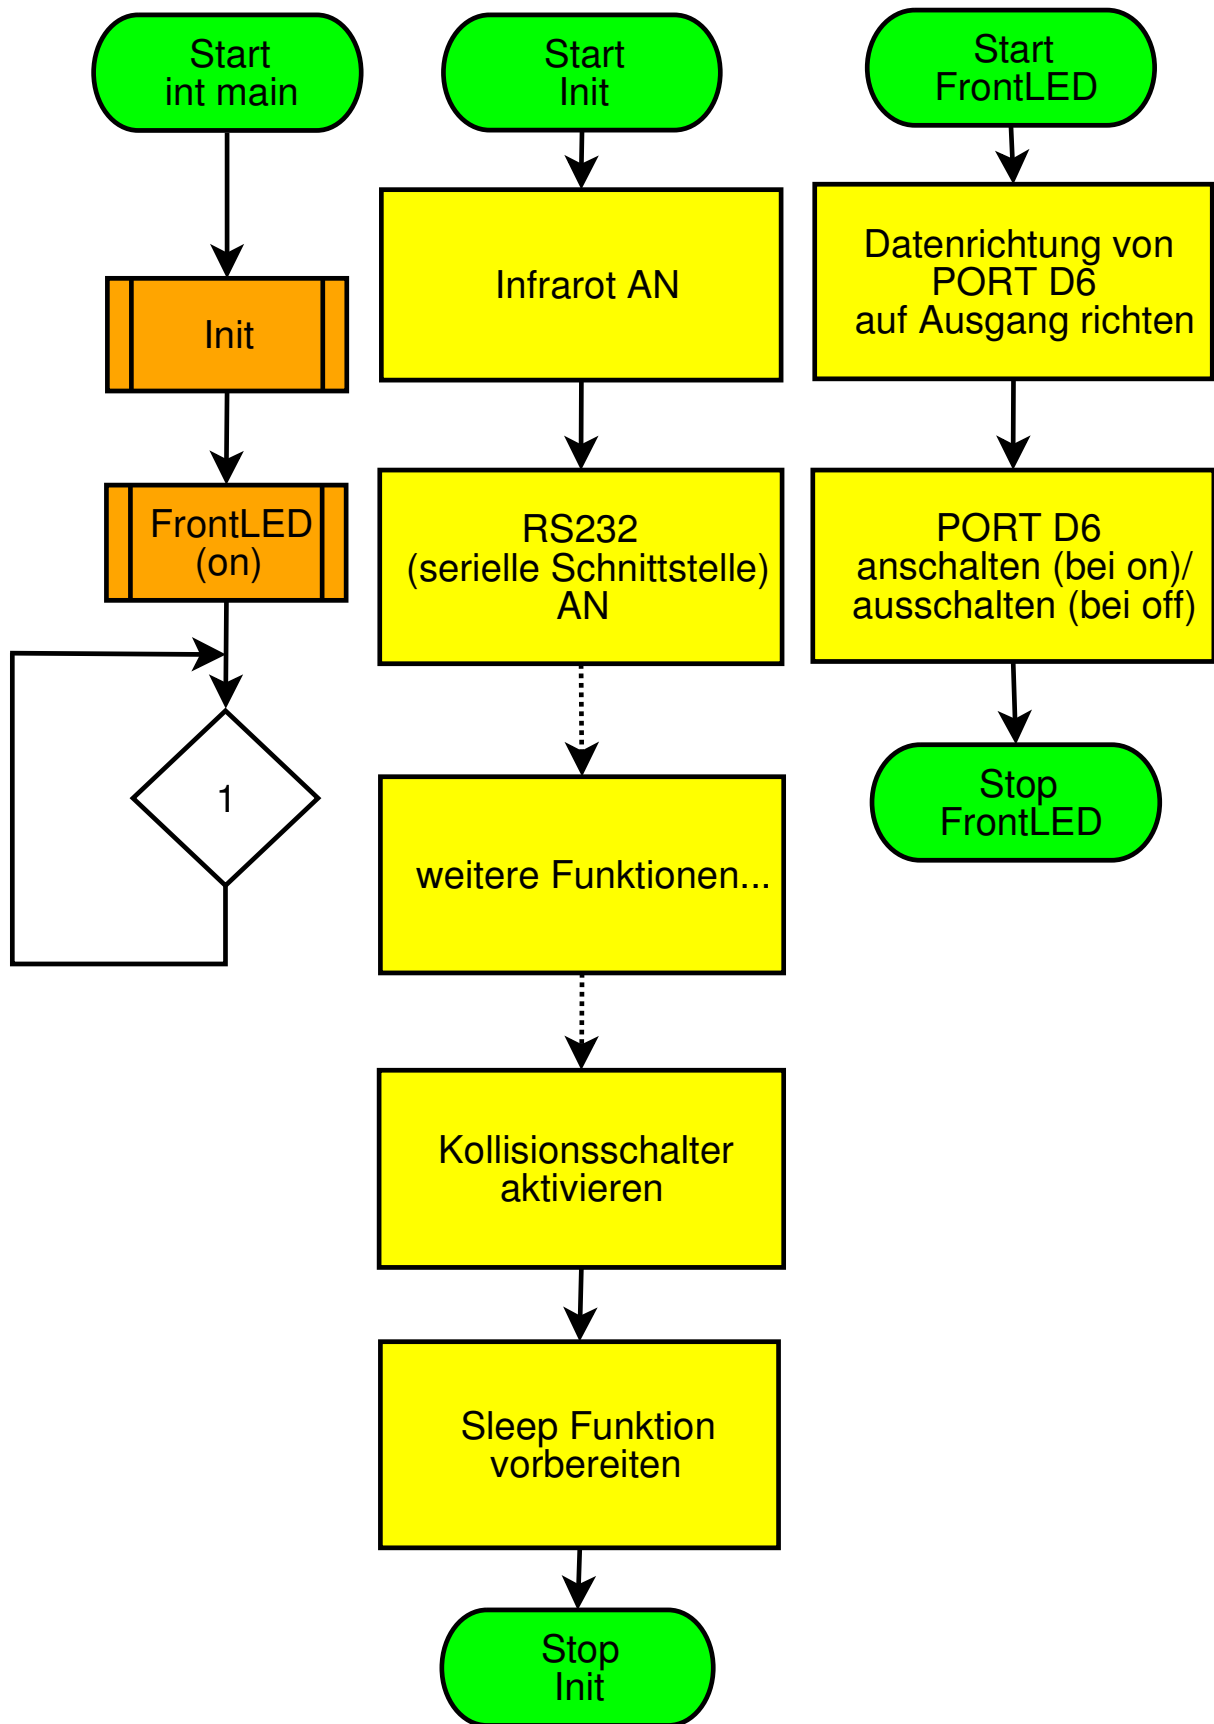 Start
int main
Init
FrontLED
(on)
1
Start
Init
Infrarot AN
RS232
(serielle Schnittstelle)
AN
weitere Funktionen...
Kollisionsschalter
aktivieren
Sleep Funktion
vorbereiten
Stop
Init
Start
FrontLED
Datenrichtung von
PORT D6
auf Ausgang richten
PORT D6
anschalten (bei on)/
ausschalten (bei off)
Stop
FrontLED